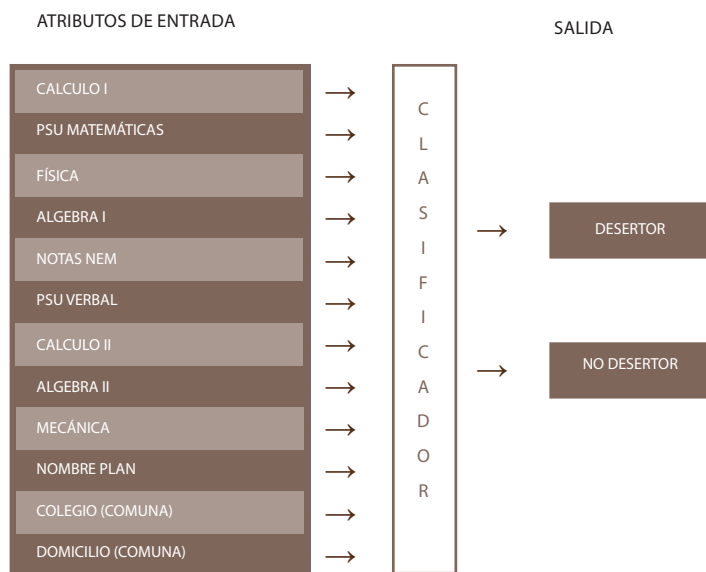 ATRIBUTOS DE ENTRADA
SALIDA
CALCULO I
PSU MATEMÁTICAS
FÍSICA
ALGEBRA I
NOTAS NEM
PSU VERBAL
CALCULO II
ALGEBRA II
MECÁNICA
NOMBRE PLAN
COLEGIO (COMUNA)
DOMICILIO (COMUNA)
CLASIFICADOR
DESERTOR
NO DESERTOR